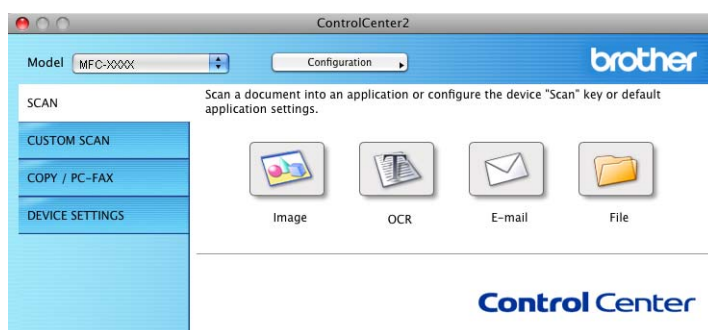 ControlCenter2
Model MFC-XXXX Configuration brother
SCAN
Scan a document into an application or configure the device "Scan" key or default
application settings.
CUSTOM SCAN
COPY / PC-FAX
DEVICE SETTINGS
Image OCR E-mail File
Control Center